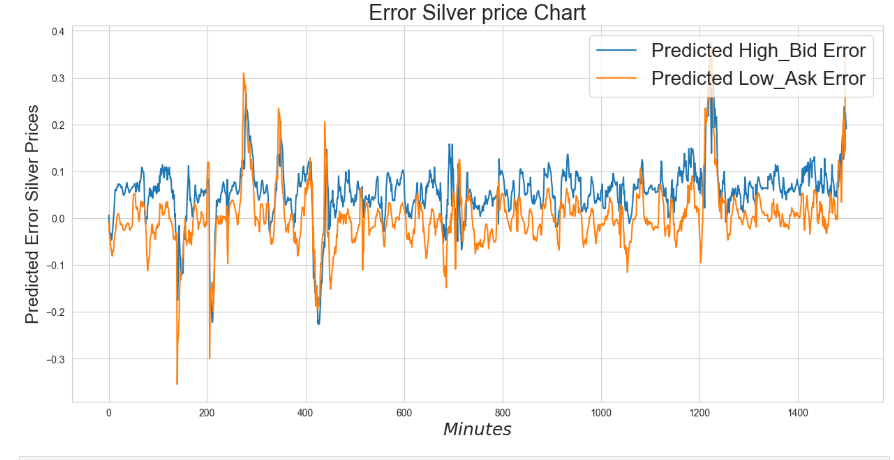 Error Silver price Chart
Predicted High_Bid Error
Predicted Low_Ask Error
Predicted Error Silver Prices
0.4
0.3
0.2
0.1
0.0
−0.1
−0.2
−0.3
0 200 400 600 800 1000 1200 1400
Minutes